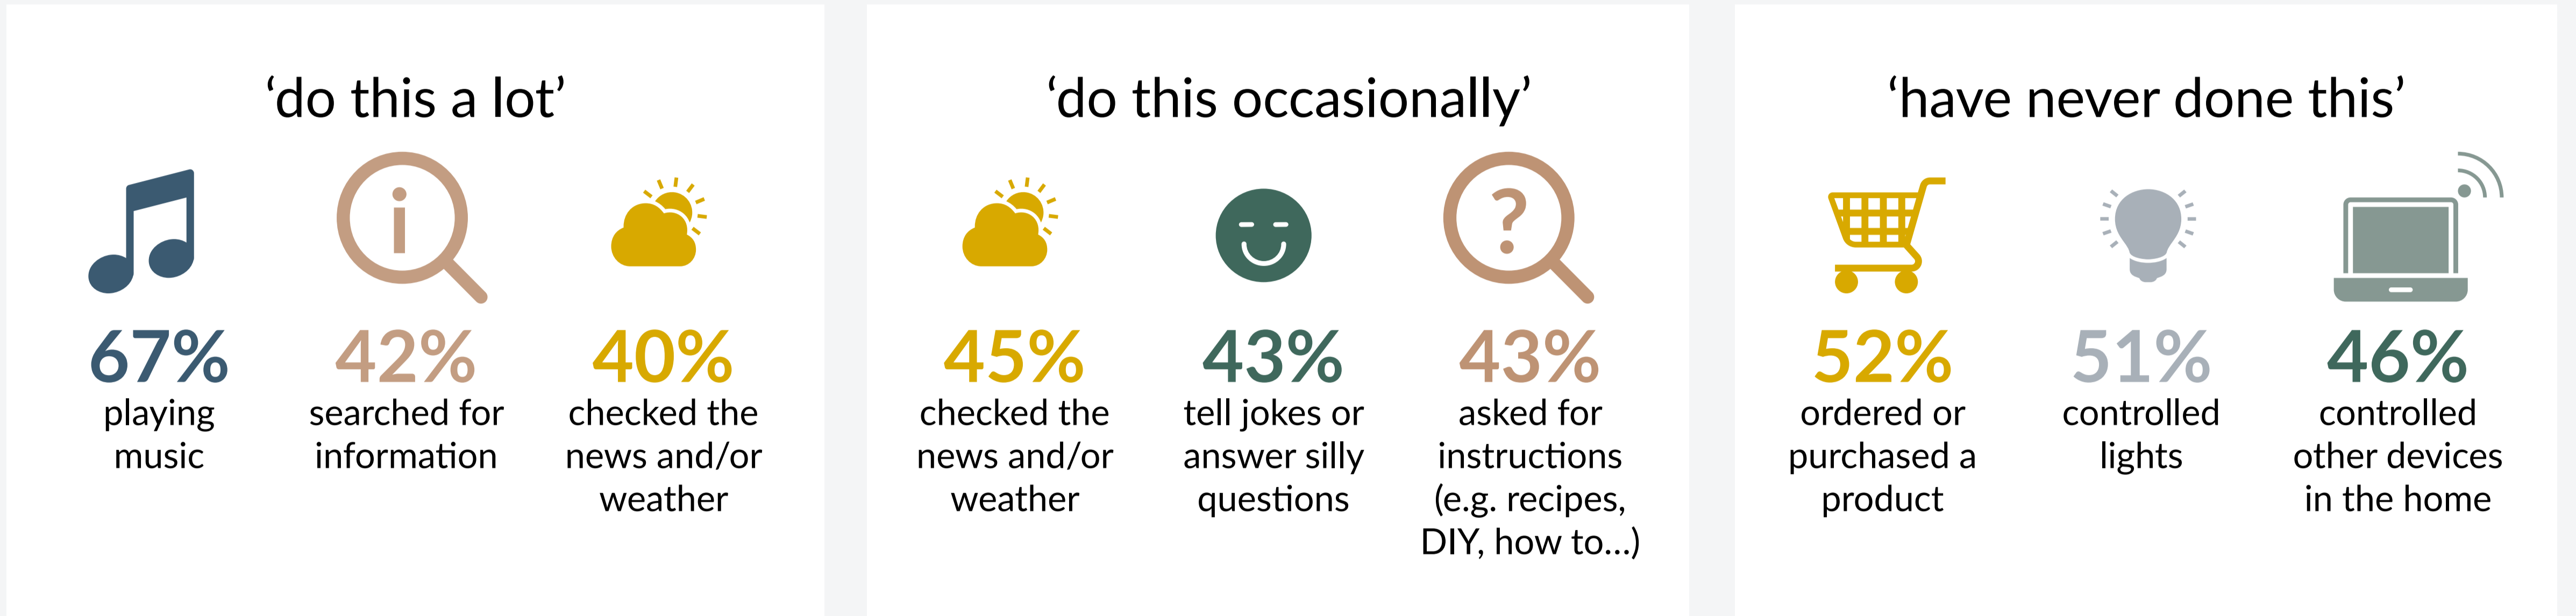 ‘do this a lot’
i
67%
playing
music
42%
searched for
information
40%
checked the
news and/or
weather
‘do this occasionally’
?
45%
checked the
news and/or
weather
43%
tell jokes or
answer silly
questions
43%
asked for
instructions
(e.g. recipes,
DIY, how to...)
‘have never done this’
52%
ordered or
purchased a
product
51%
controlled
lights
46%
controlled
other devices
in the home